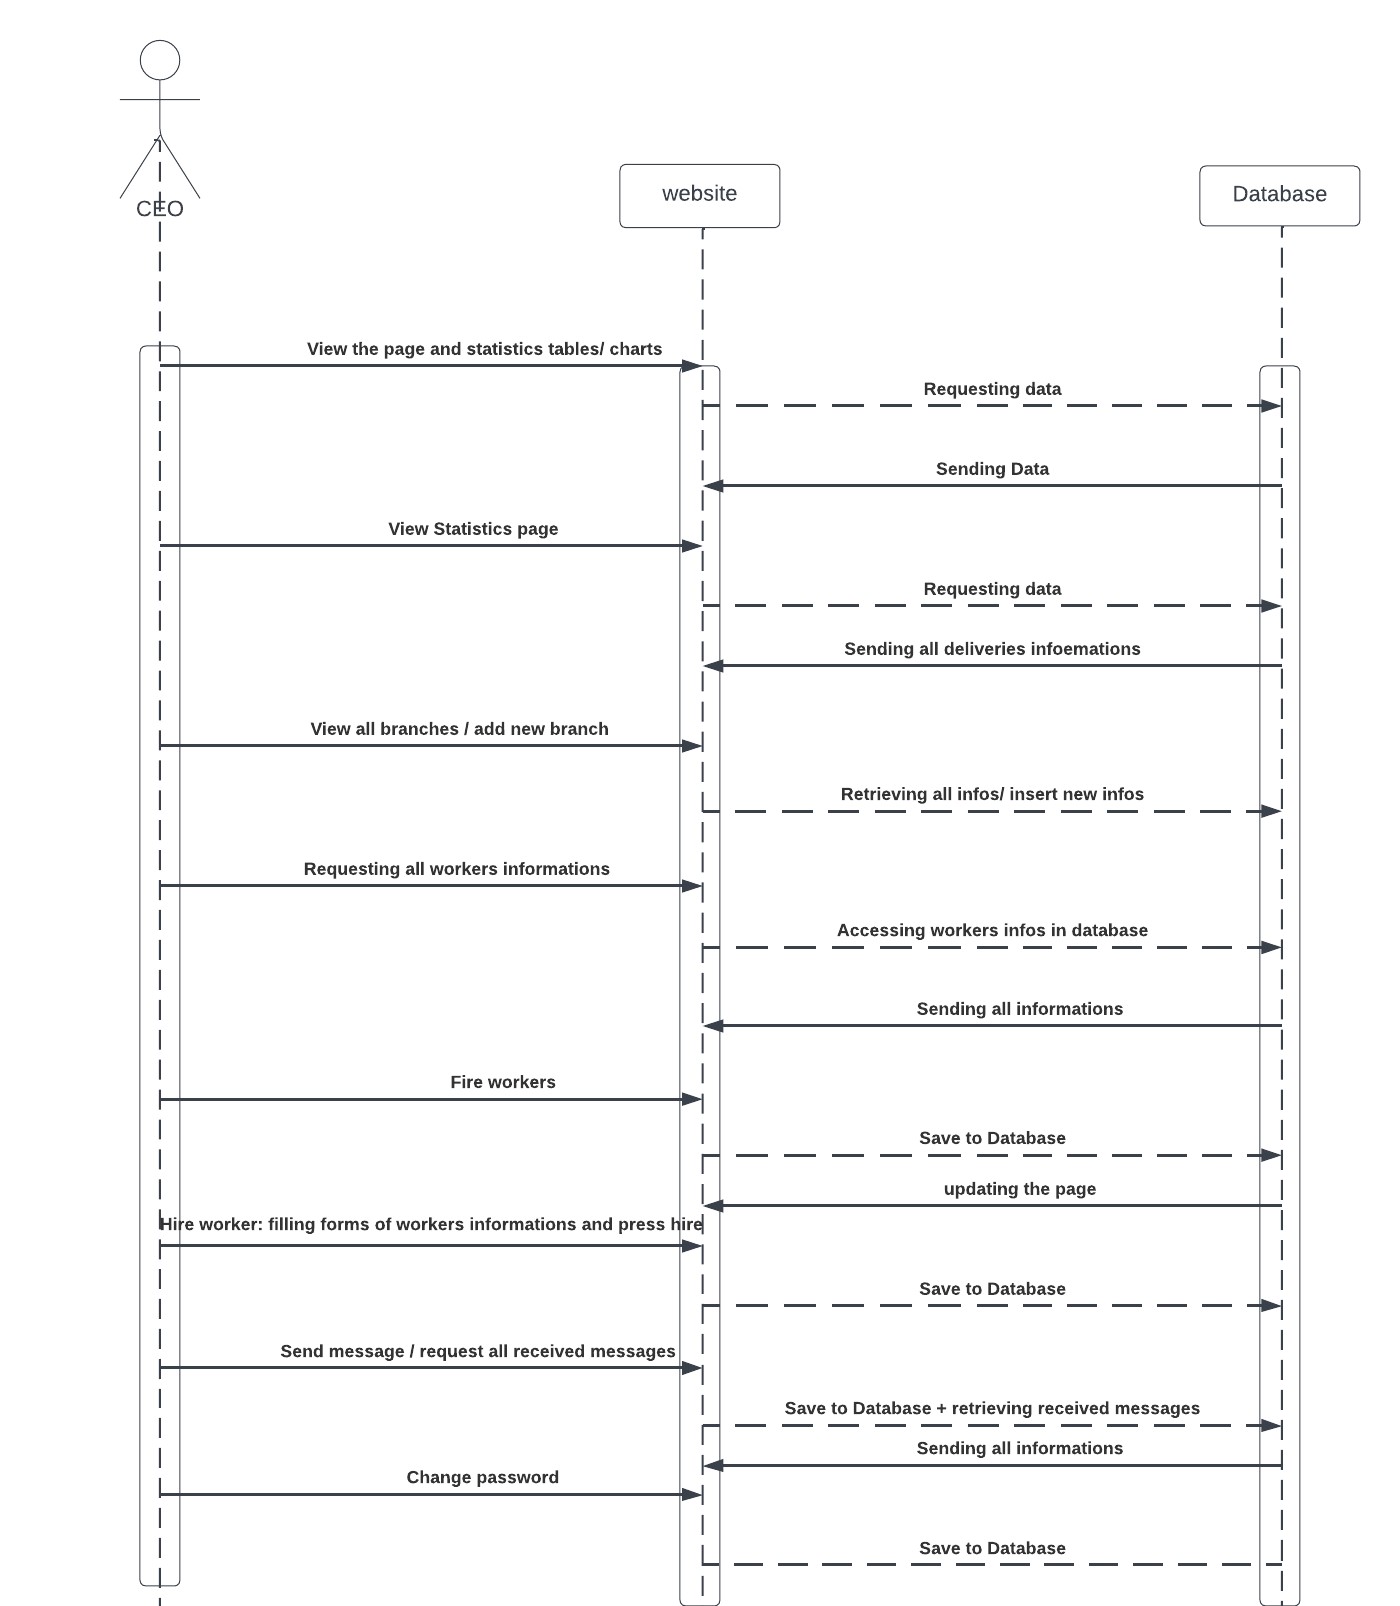 CEO
website
Database
View the page and statistics tables/ charts
Requesting data
Sending Data
View Statistics page
Requesting data
Sending all deliveries infoemations
View all branches / add new branch
Retrieving all infos/ insert new infos
Requesting all workers informations
Accessing workers infos in database
Sending all informations
Fire workers
Save to Database
updating the page
Hire worker: filling forms of workers informations and press hire
Save to Database
Send message / request all received messages
Save to Database + retrieving received messages
Sending all informations
Change password
Save to Database